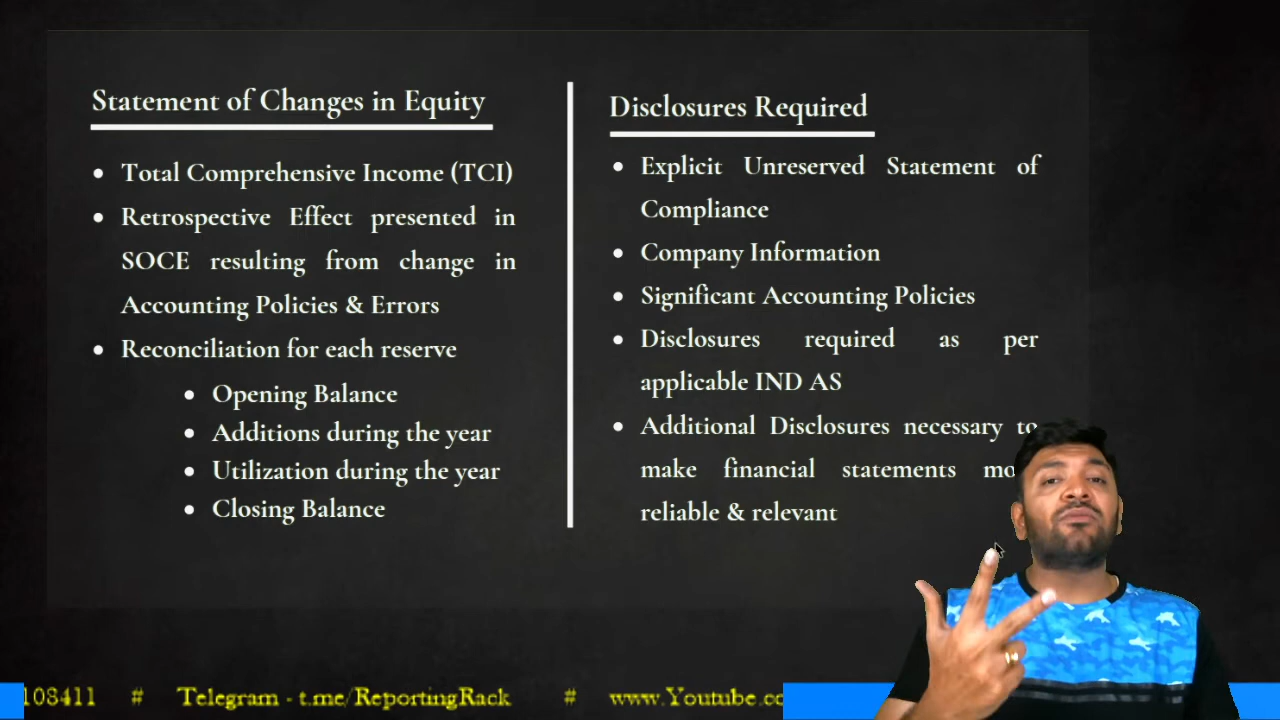 Statement of Changes in Equity
• Total Comprehensive Income (TCI)
• Retrospective Effect presented in
SOCE resulting from change in
Accounting Policies & Errors
• Reconciliation for each reserve
• Opening Balance
• Additions during the year
• Utilization during the year
• Closing Balance
Disclosures Required
• Explicit Unreserved Statement of
Compliance
• Company Information
• Significant Accounting Policies
• Disclosures required as per
applicable IND AS
• Additional Disclosures necessary to
make financial statements
reliable & relevant
108411 # Telegram - t.me/ReportingRack # www.Youtube.co